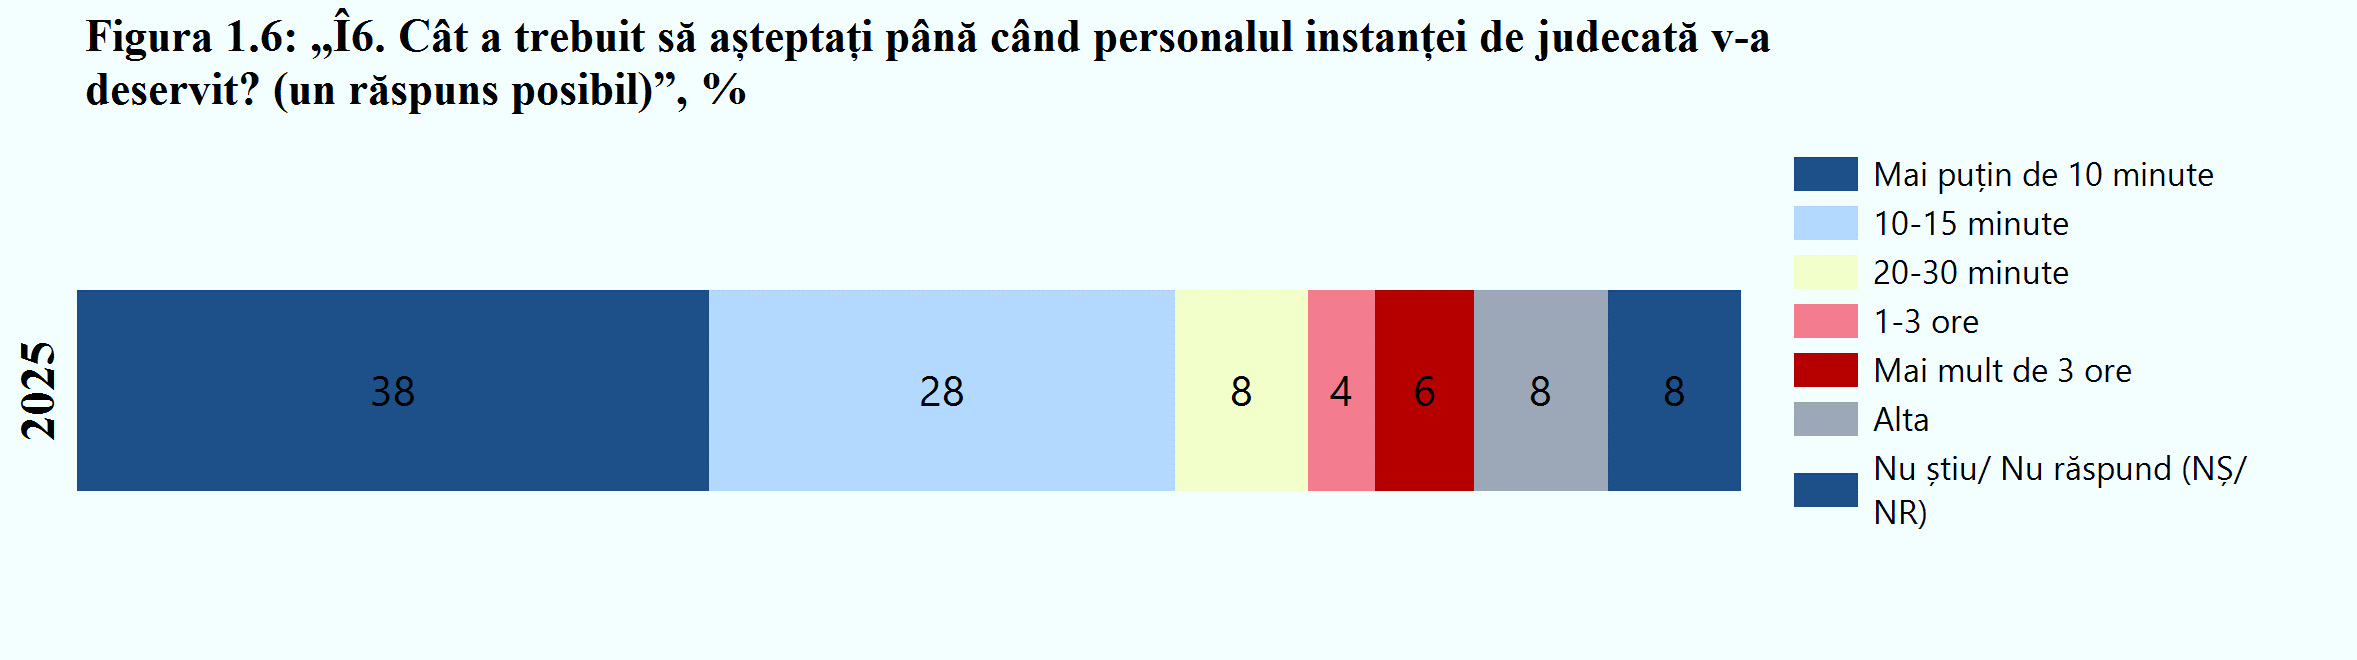 Figura 1.6: „Î6. Cât a trebuit să așteptați până când personalul instanței de judecată v-a
deservit? (un răspuns posibil)”, %
Mai puțin de 10 minute
10-15 minute
20-30 minute
1-3 ore
Mai mult de 3 ore
Alta
Nu știu/ Nu răspund (NȘ/
NR)
2025
38
28
8
4
6
8
8